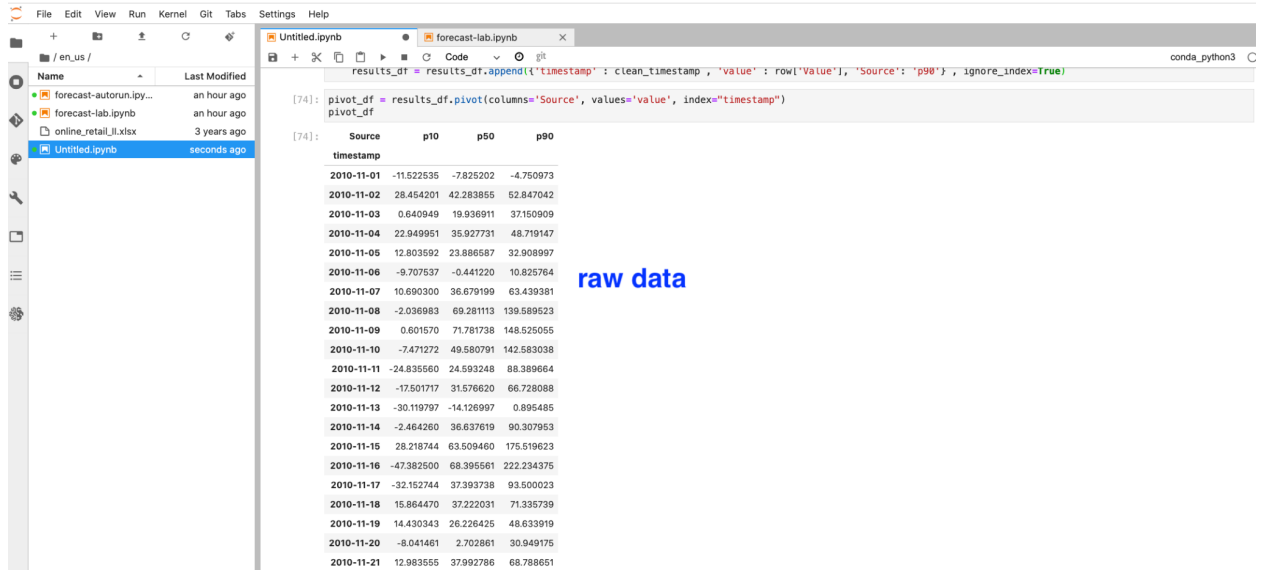 File Edit View Run Kernel Git Tabs Settings Help
/ en_us /
Name Last Modified
forecast-autorun.ipy... an hour ago
forecast-lab.ipynb an hour ago
online_retail_II.xlsx 3 years ago
Untitled.ipynb seconds ago
Untitled.ipynb forecast-lab.ipynb
Code git conda_python3
results_df = results_df.append({'timestamp' : clean_timestamp , 'value' : row['Value'], 'Source': 'p90'} , ignore_index=True)
[74]: pivot_df = results_df.pivot(columns='Source', values='value', index="timestamp")
pivot_df
[74]: Source p10 p50 p90
timestamp
2010-11-01 -11.522535 -7.825202 -4.750973
2010-11-02 28.454201 42.283855 52.847042
2010-11-03 0.640949 19.936911 37.150909
2010-11-04 22.949951 35.927731 48.719147
2010-11-05 12.803592 23.886587 32.908997
2010-11-06 -9.707537 -0.441220 10.825764
2010-11-07 10.690300 36.679199 63.439381
2010-11-08 -2.036983 69.281113 139.589523
2010-11-09 0.601570 71.781738 148.525055
2010-11-10 -7.471272 49.580791 142.583038
2010-11-11 -24.835560 24.593248 88.389664
2010-11-12 -17.501717 31.576620 66.728088
2010-11-13 -30.119797 -14.126997 0.895485
2010-11-14 -2.464260 36.637619 90.307953
2010-11-15 28.218744 63.509460 175.519623
2010-11-16 -47.382500 68.395561 222.234375
2010-11-17 -32.152744 37.393738 93.500023
2010-11-18 15.864470 37.222031 71.335739
2010-11-19 14.430343 26.226425 48.633919
2010-11-20 -8.041461 2.702861 30.949175
2010-11-21 12.983555 37.992786 68.788651
raw data